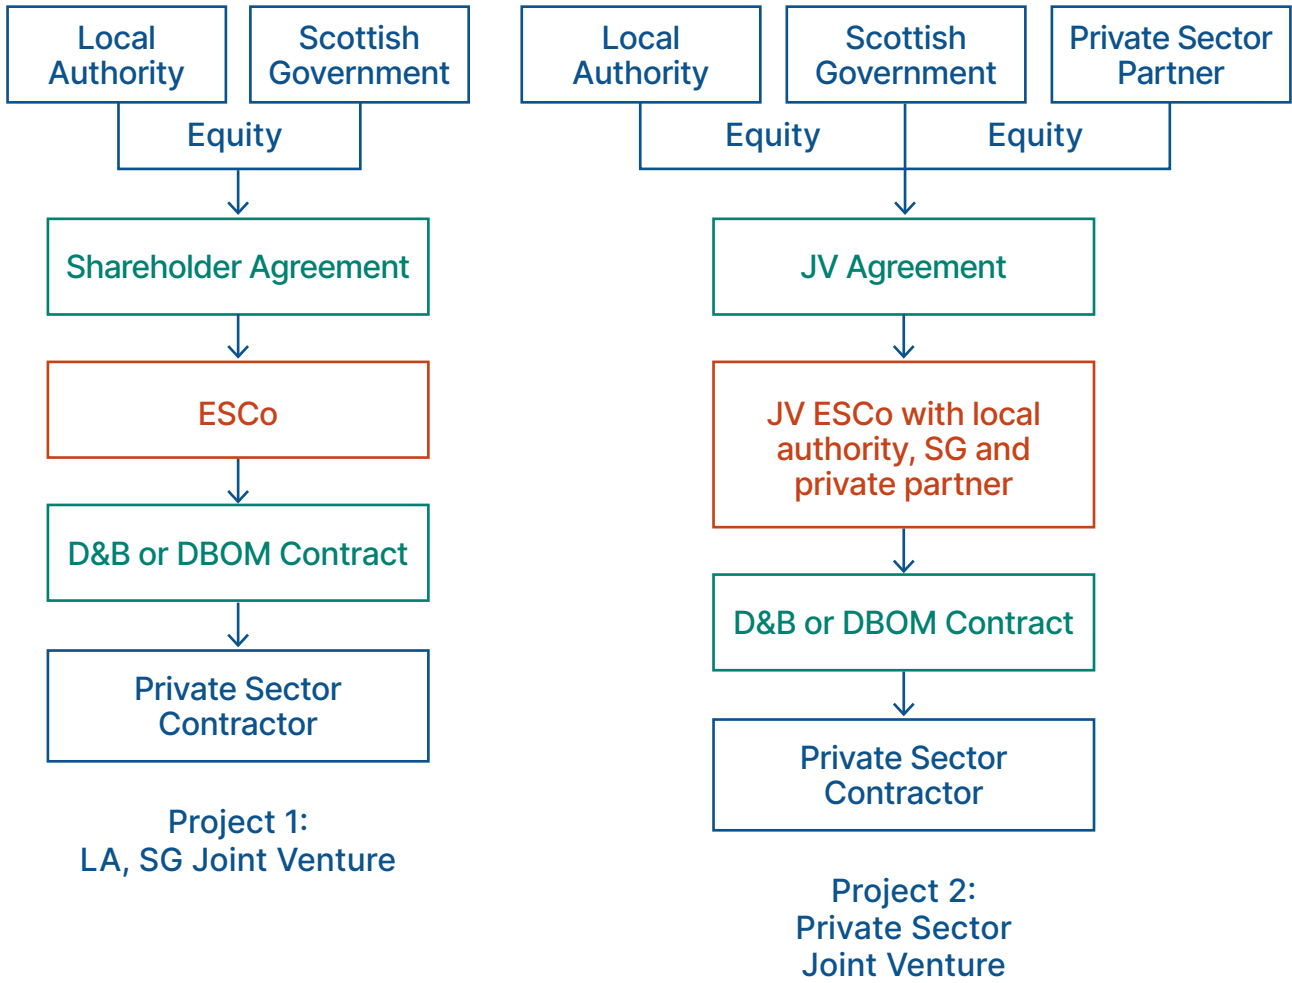 Local
Authority
Scottish
Government
Equity
Shareholder Agreement
ESCo
D&B or DBOM Contract
Private Sector
Contractor
Project 1:
LA, SG Joint Venture
Local
Authority
Scottish
Government
Private Sector
Partner
Equity
Equity
JV Agreement
JV ESCo with local
authority, SG and
private partner
D&B or DBOM Contract
Private Sector
Contractor
Project 2:
Private Sector
Joint Venture